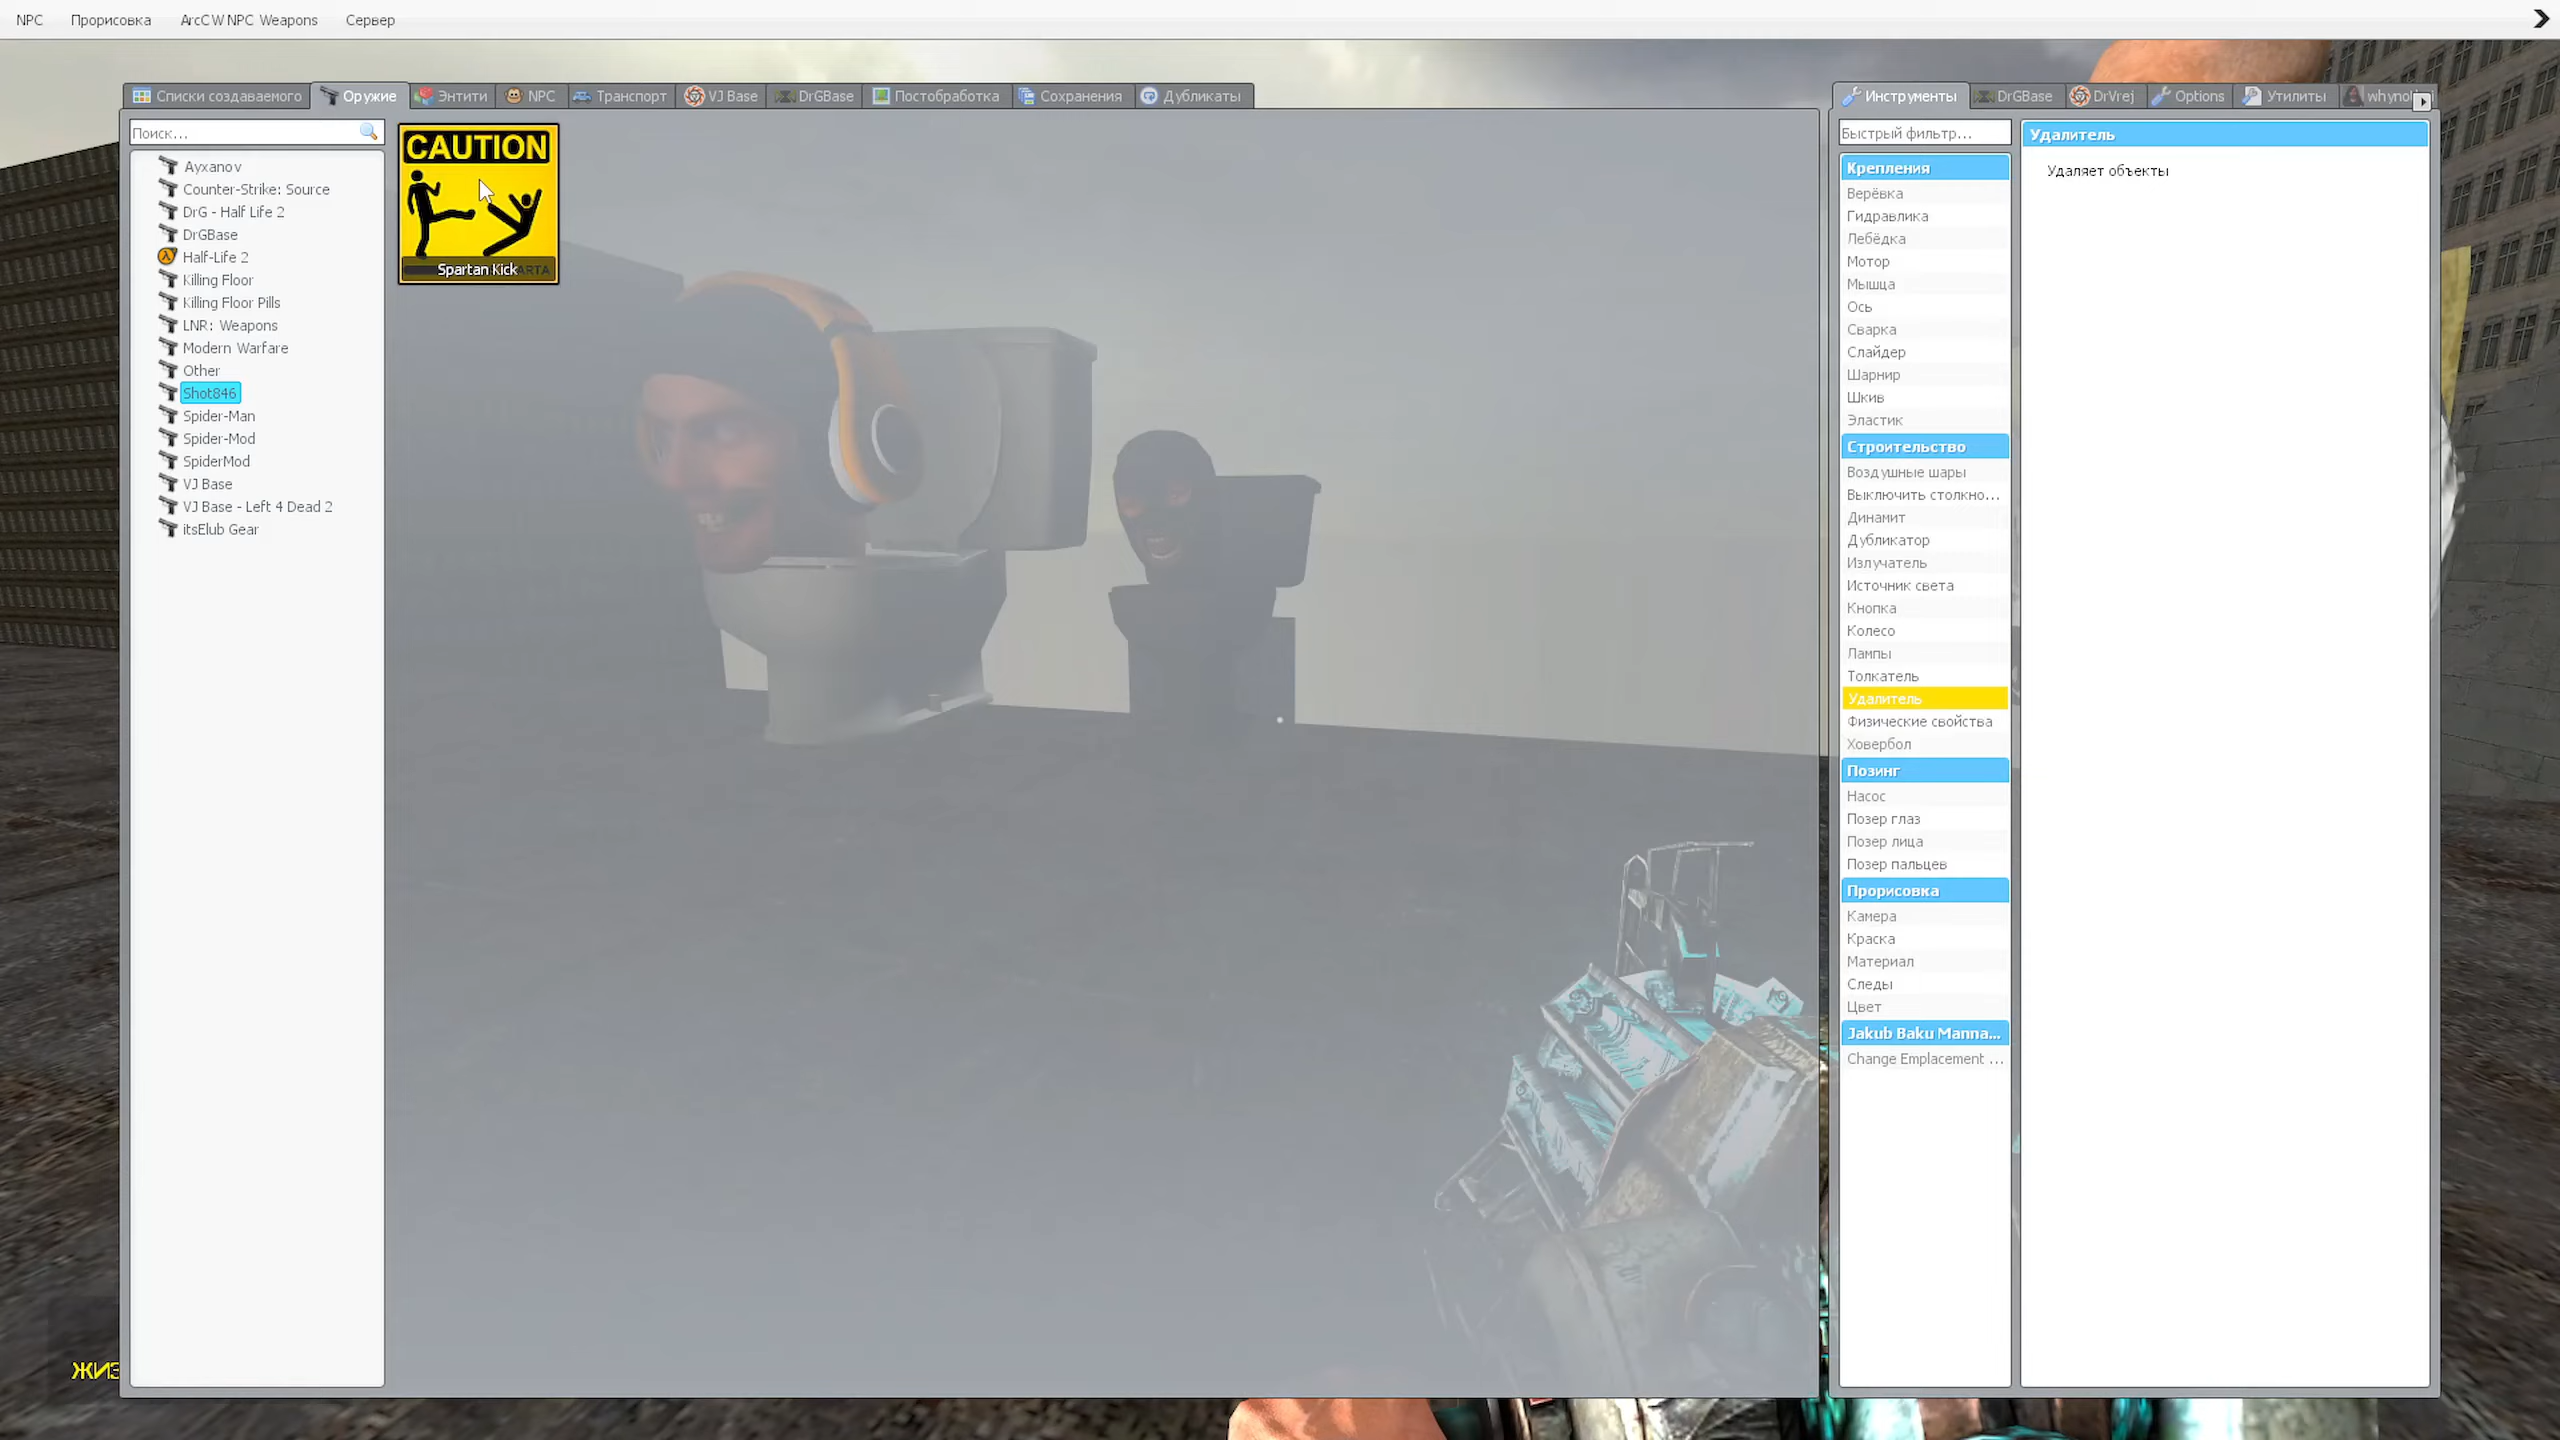 NPC Прорисовка ArcCW NPC Weapons Сервер
Списки создаваемого Оружие Энтити NPC Транспорт VJ Base DrGBase Постобработка Сохранения Дубликаты
Поиск...
Ayxanov
Counter-Strike: Source
DrG - Half Life 2
DrGBase
Half-Life 2
Killing Floor
Killing Floor Pills
LNR: Weapons
Modern Warfare
Other
Shot846
Spider-Man
Spider-Mod
SpiderMod
VJ Base
VJ Base - Left 4 Dead 2
itsElub Gear
CAUTION
Spartan Kick
Инструменты DrGBase DrVrej Options Утилиты
Быстрый фильтр...
Крепления
Верёвка
Гидравлика
Лебёдка
Мотор
Мышца
Ось
Сварка
Слайдер
Шарнир
Шкив
Эластик
Строительство
Воздушные шары
Выключить столкно...
Динамит
Дубликатор
Излучатель
Источник света
Кнопка
Колесо
Лампы
Толкатель
Удалитель
Физические свойства
Ховербол
Позинг
Насос
Позер глаз
Позер лица
Позер пальцев
Прорисовка
Камера
Краска
Материал
Следы
Цвет
Jakub Baku Manna...
Change Emplacement ...
Удалитель
Удаляет объекты